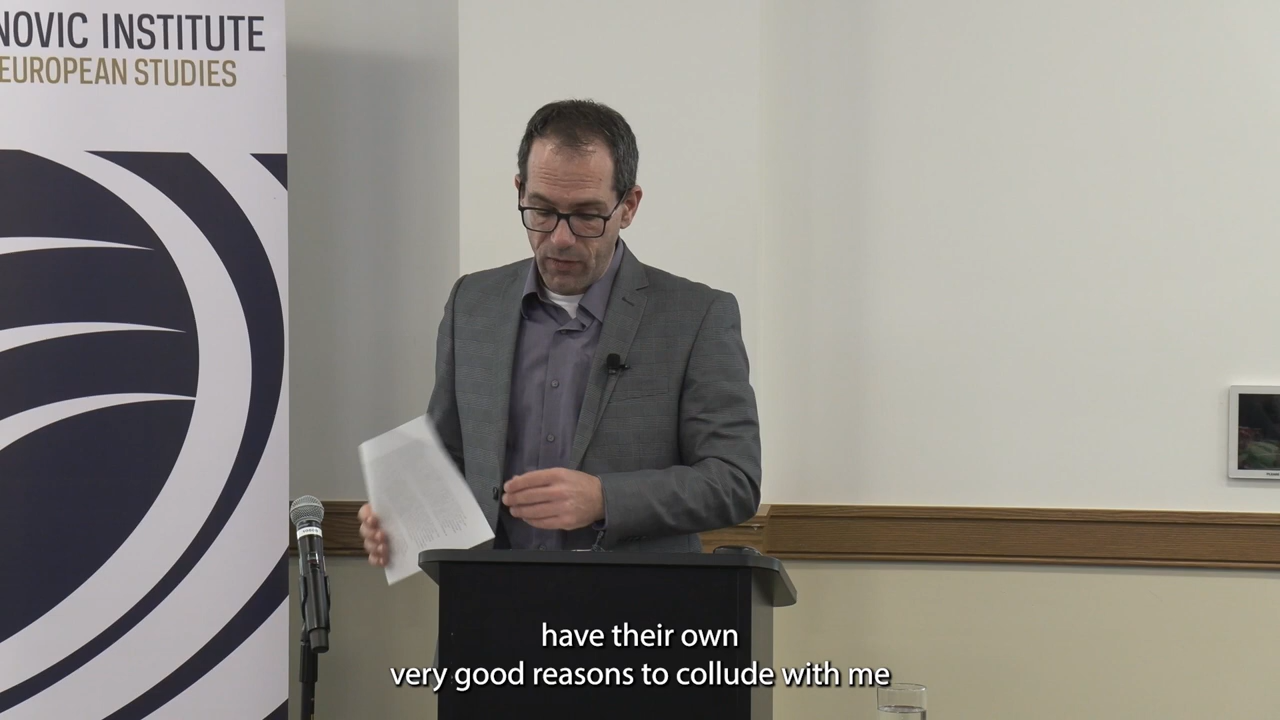 NOVIC INSTITUTE
EUROPEAN STUDIES
have their own
very good reasons to collude with me